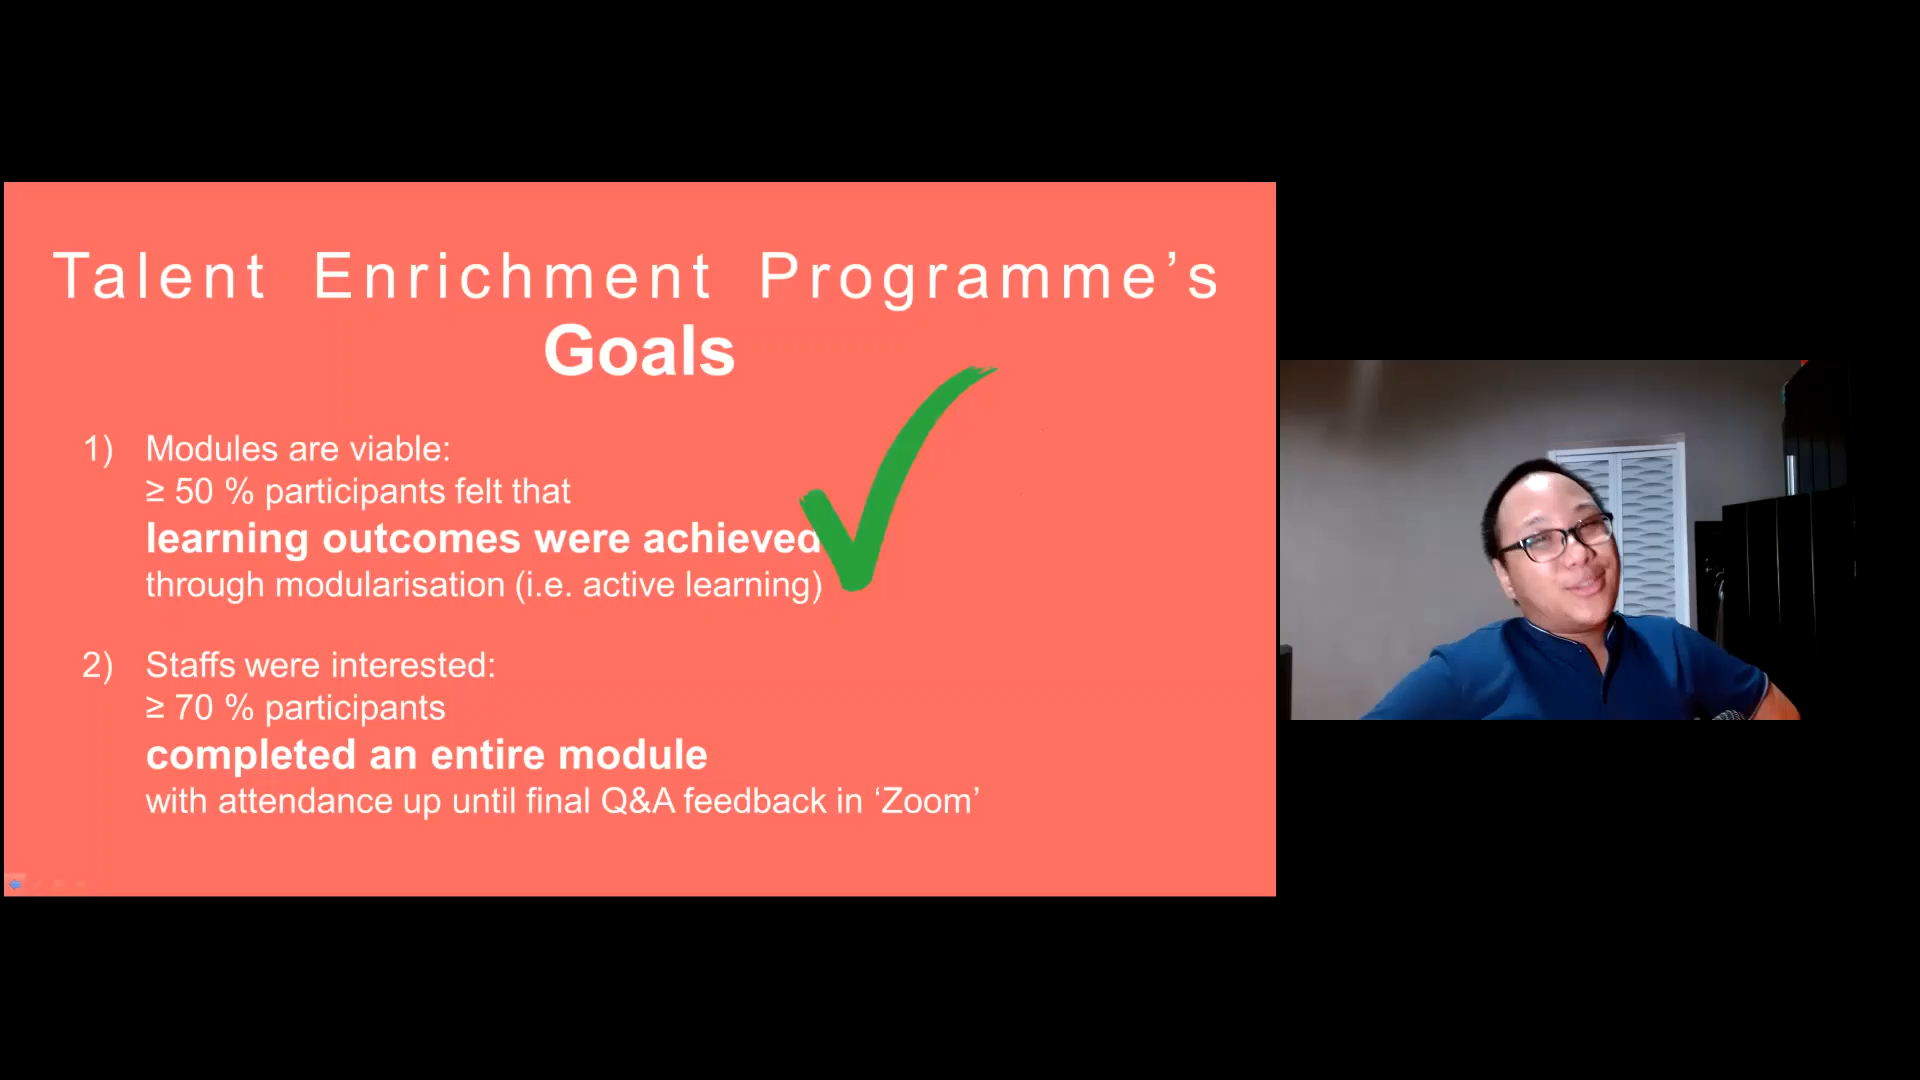 Talent Enrichment Programme’s
Goals
1) Modules are viable:
≥ 50 % participants felt that
learning outcomes were achieved
through modularisation (i.e. active learning)
2) Staffs were interested:
≥ 70 % participants
completed an entire module
with attendance up until final Q&A feedback in ‘Zoom’